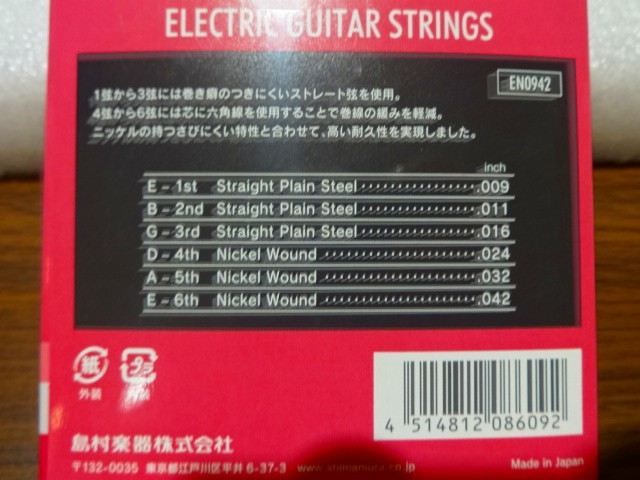 ELECTRIC GUITAR STRINGS
EN0942
1弦から3弦には巻き癖のつきにくいストレート弦を使用。
4弦から6弦には芯に六角線を使用することで巻線の緩みを軽減。
ニッケルの持つさびにくい特性と合わせて、高い耐久性を実現しました。
inch
E - 1st Straight Plain Steel .009
B - 2nd Straight Plain Steel .011
G - 3rd Straight Plain Steel .016
D - 4th Nickel Wound .024
A - 5th Nickel Wound .032
E - 6th Nickel Wound .042
紙 プラ
外装
4 514812 086092
島村楽器株式会社
〒132-0035 東京都江戸川区平井 6-37-3 www.shimamura.co.jp
Made in Japan